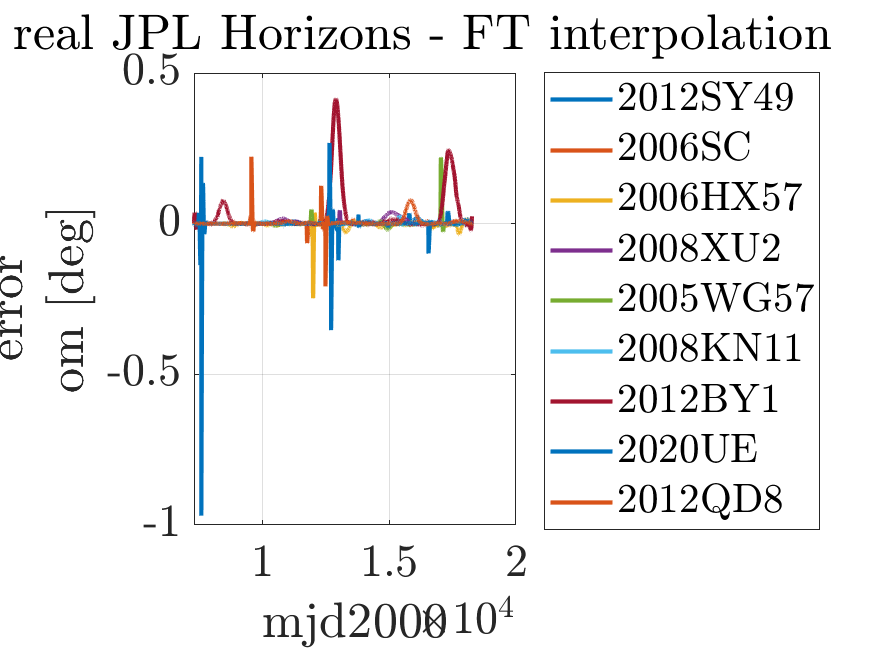 real JPL Horizons - FT interpolation
0.5
0
-0.5
-1
error
om [deg]
1
1.5
2
mjd2000
×10^4
2012SY49
2006SC
2006HX57
2008XU2
2005WG57
2008KN11
2012BY1
2020UE
2012QD8